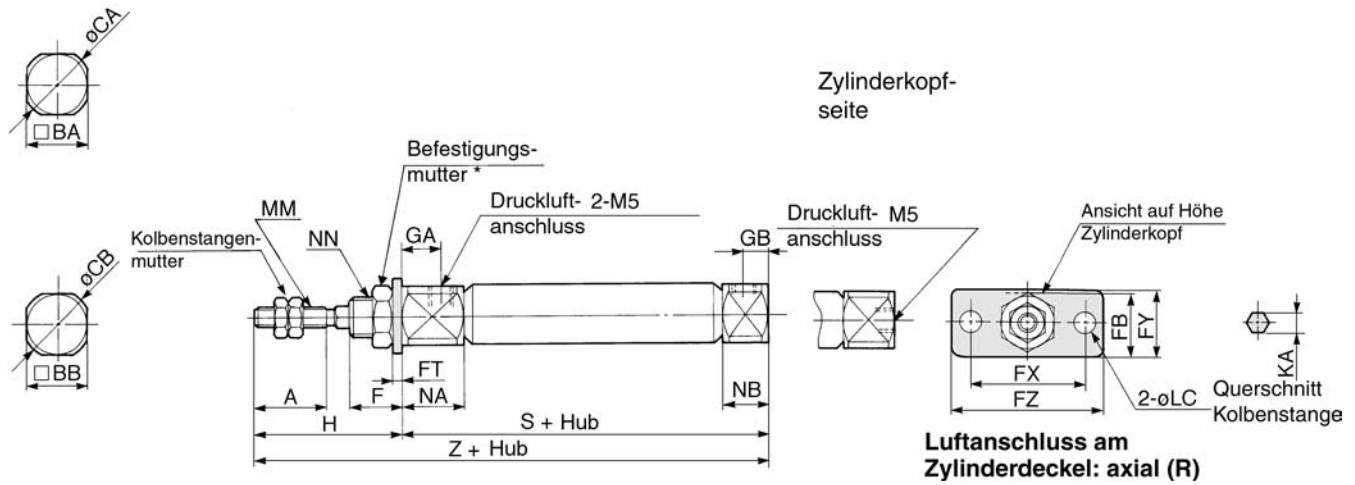 øCA
□BA
Zylinderkopf-
seite
Befestigungs-
mutter *
MM
Kolbenstangen-
mutter
NN
GA
Druckluft- 2-M5
anschluss
Druckluft- M5
anschluss
GB
Ansicht auf Höhe
Zylinderkopf
øCB
□BB
FT
A
F
NA
NB
H
S + Hub
Z + Hub
FB
FY
KA
FX
FZ
2-øLC
Querschnitt
Kolbenstange
Luftanschluss am
Zylinderdeckel: axial (R)